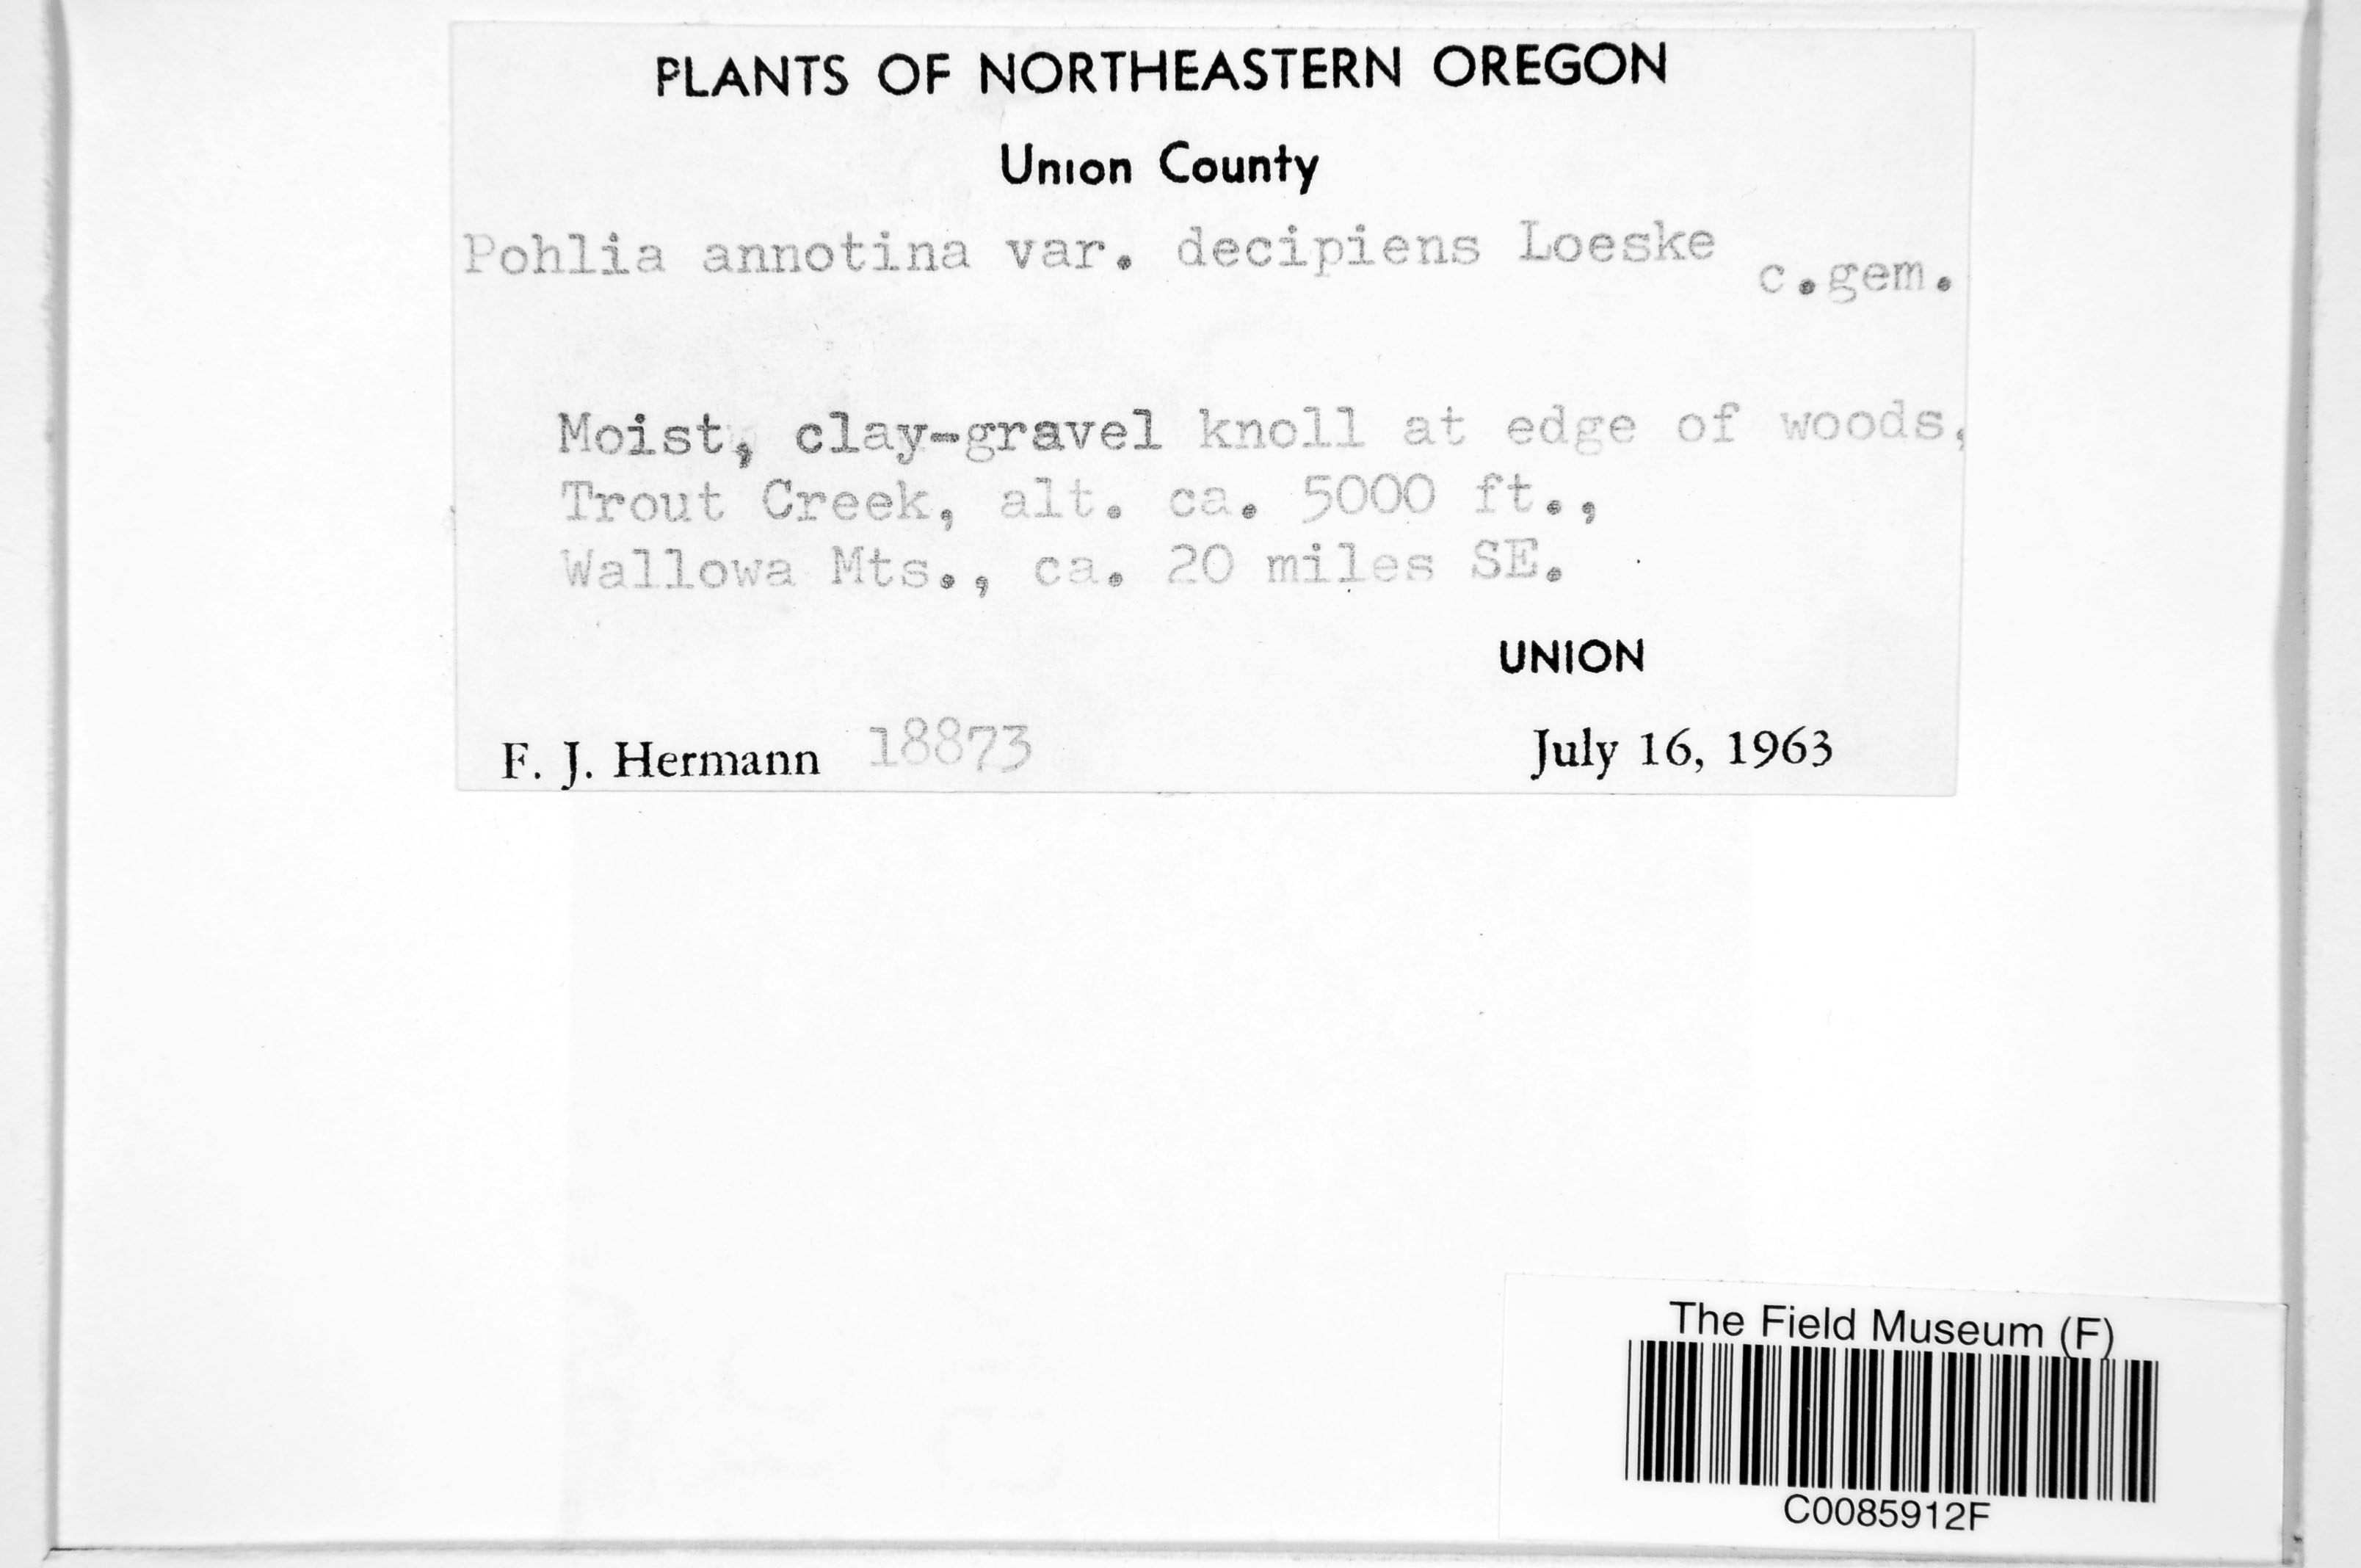 PLANTS OF NORTHEASTERN OREGON
Union County
Pohlia annotina var. decipiens Loeske c.gem.
Moist, clay-gravel knoll at edge of woods,
Trout Creek, alt. ca. 5000 ft.,
Wallowa Mts., ca. 20 miles SE.
UNION
F. J. Hermann 18873 July 16, 1963
The Field Museum (F)
C0085912F